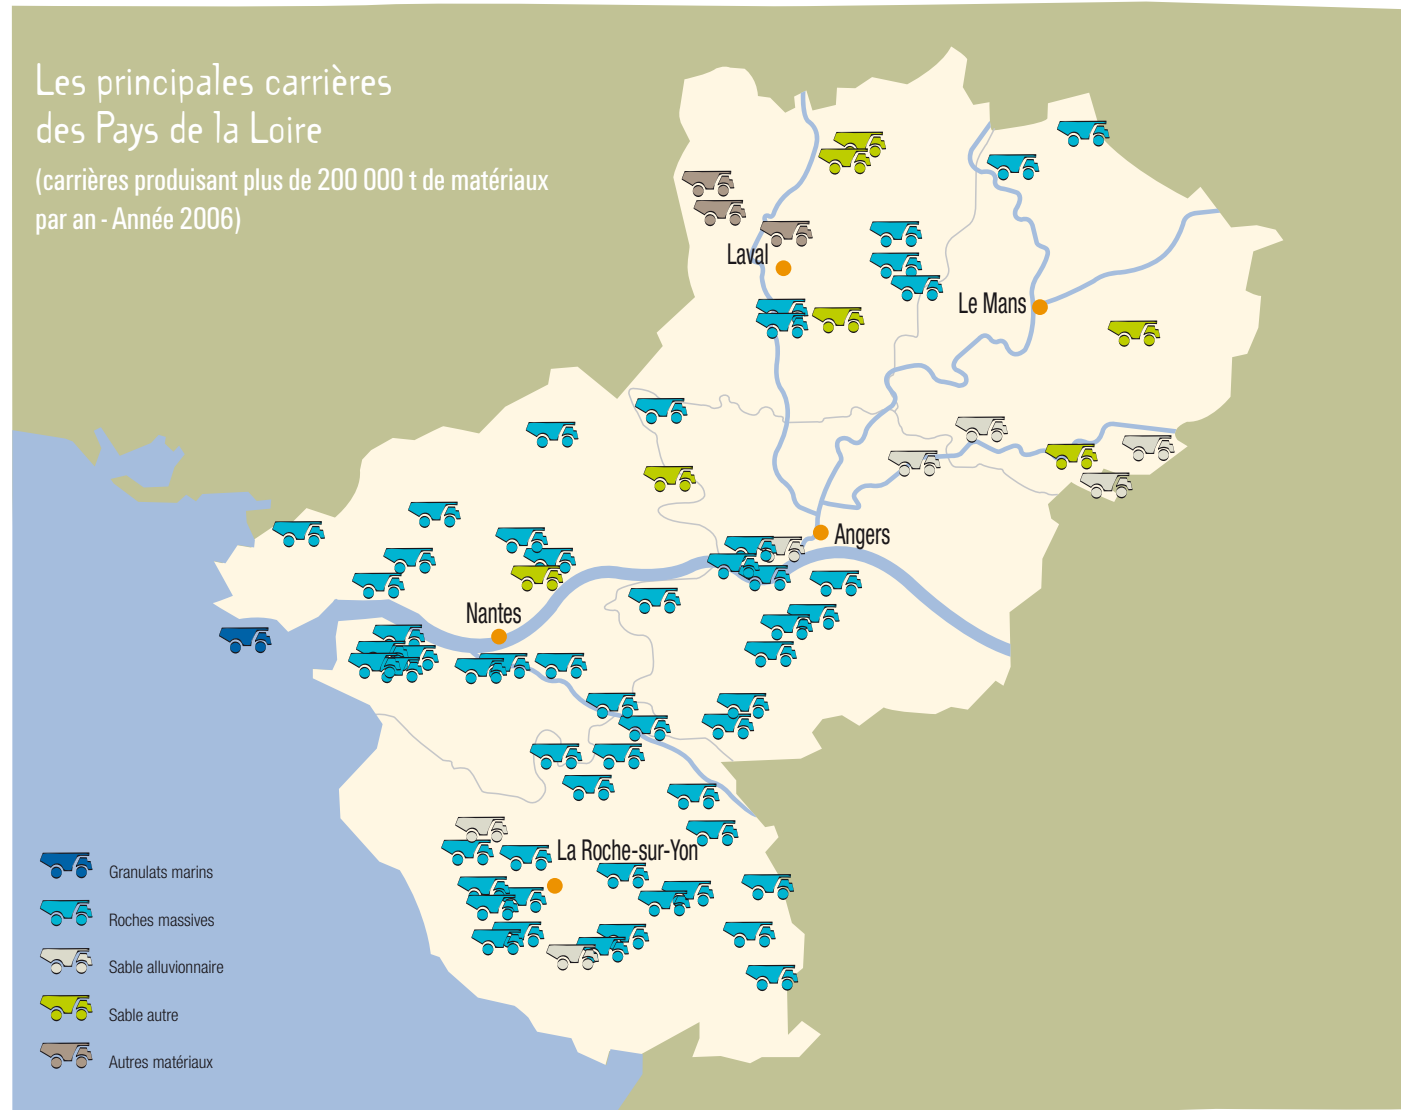 Les principales carrières
des Pays de la Loire
(carrières produisant plus de 200 000 t de matériaux
par an - Année 2006)
Laval
Le Mans
Angers
Nantes
La Roche-sur-Yon
Granulats marins
Roches massives
Sable alluvionnaire
Sable autre
Autres matériaux